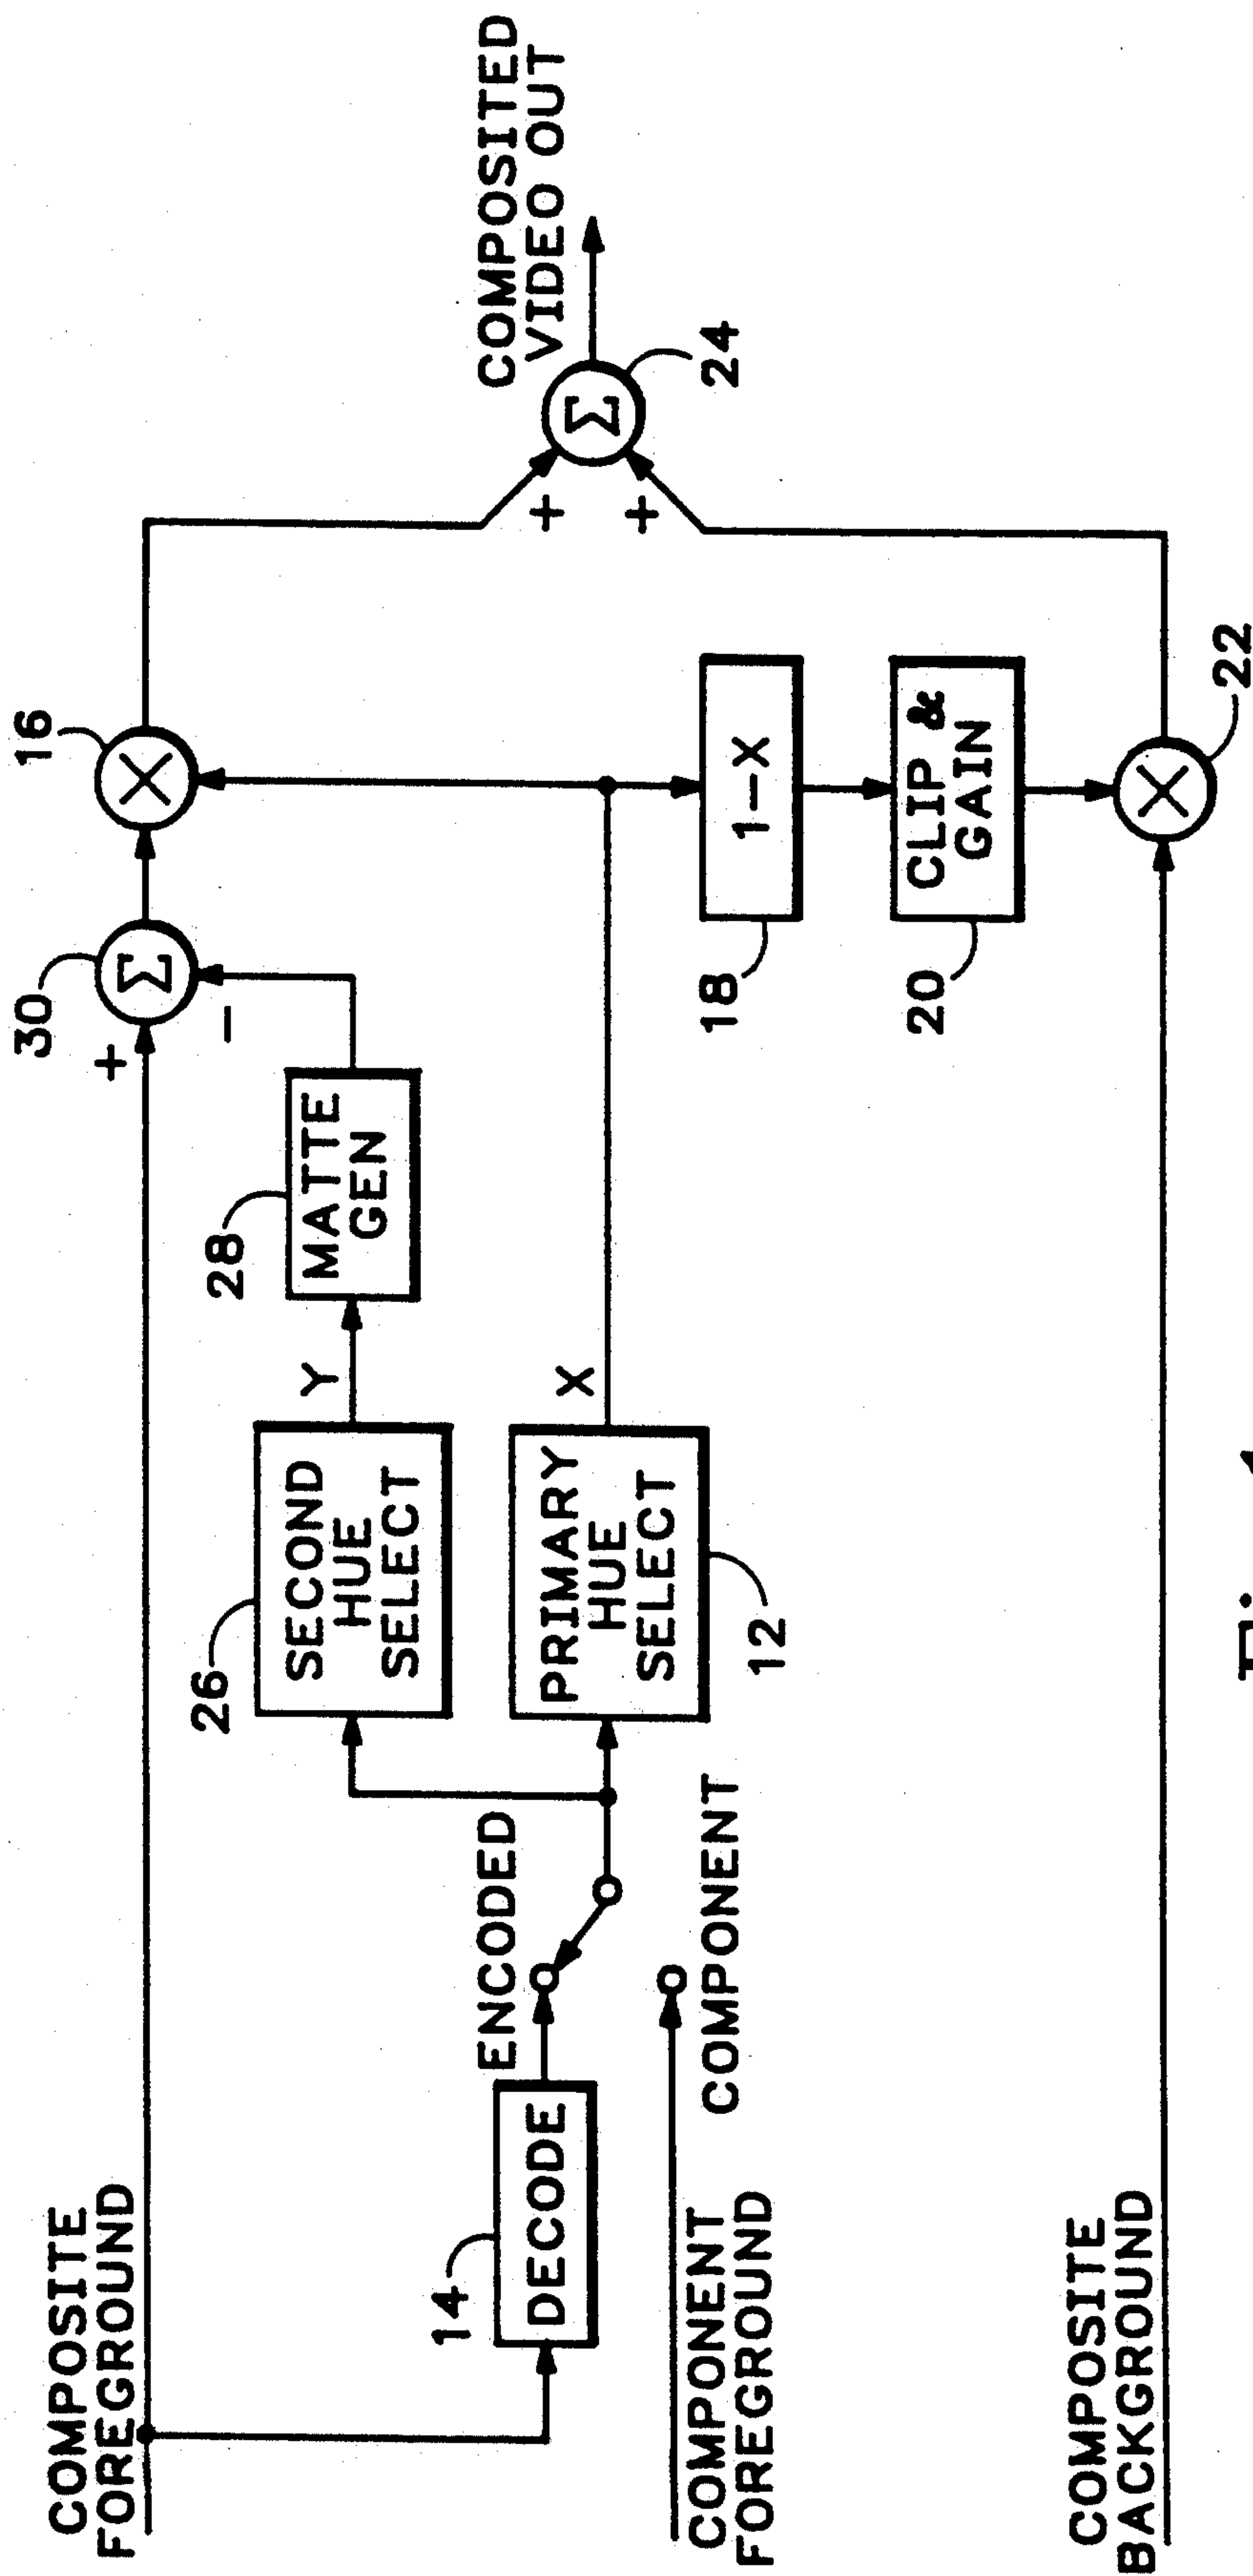 COMPOSITE
FOREGROUND
14
DECODE
ENCODED
COMPONENT
FOREGROUND
COMPONENT
COMPOSITE
BACKGROUND
26
SECOND
HUE
SELECT
Y
PRIMARY
HUE
SELECT
12
X
28
MATTE
GEN
30
+
−
Σ
16
X
18
1−X
20
CLIP &
GAIN
22
X
+
+
Σ
24
COMPOSITED
VIDEO OUT